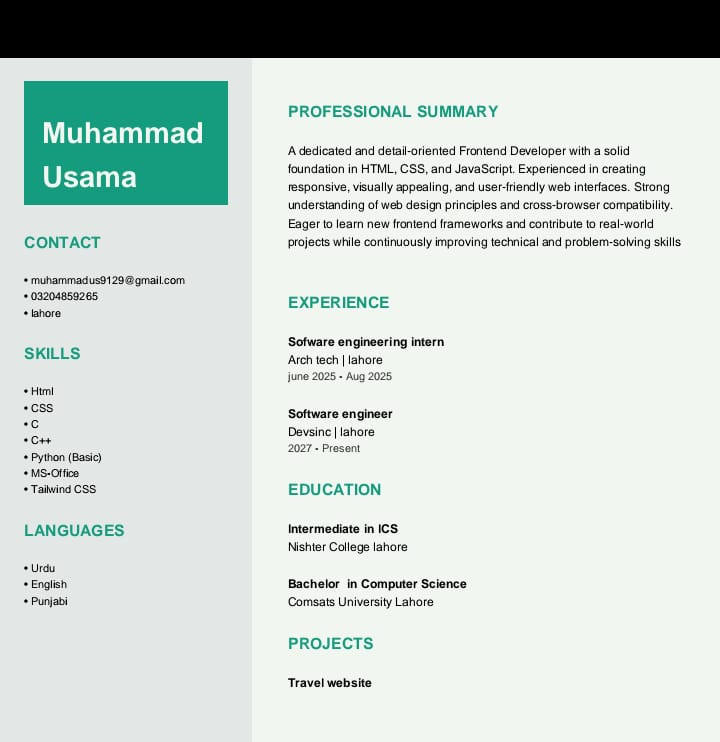 Muhammad
Usama
CONTACT
• muhammadus9129@gmail.com
• 03204859265
• lahore
SKILLS
• Html
• CSS
• C
• C++
• Python (Basic)
• MS-Office
• Tailwind CSS
LANGUAGES
• Urdu
• English
• Punjabi
PROFESSIONAL SUMMARY
A dedicated and detail-oriented Frontend Developer with a solid
foundation in HTML, CSS, and JavaScript. Experienced in creating
responsive, visually appealing, and user-friendly web interfaces. Strong
understanding of web design principles and cross-browser compatibility.
Eager to learn new frontend frameworks and contribute to real-world
projects while continuously improving technical and problem-solving skills
EXPERIENCE
Sofware engineering intern
Arch tech | lahore
june 2025 - Aug 2025
Software engineer
Devsinc | lahore
2027 - Present
EDUCATION
Intermediate in ICS
Nishter College lahore
Bachelor  in Computer Science
Comsats University Lahore
PROJECTS
Travel website